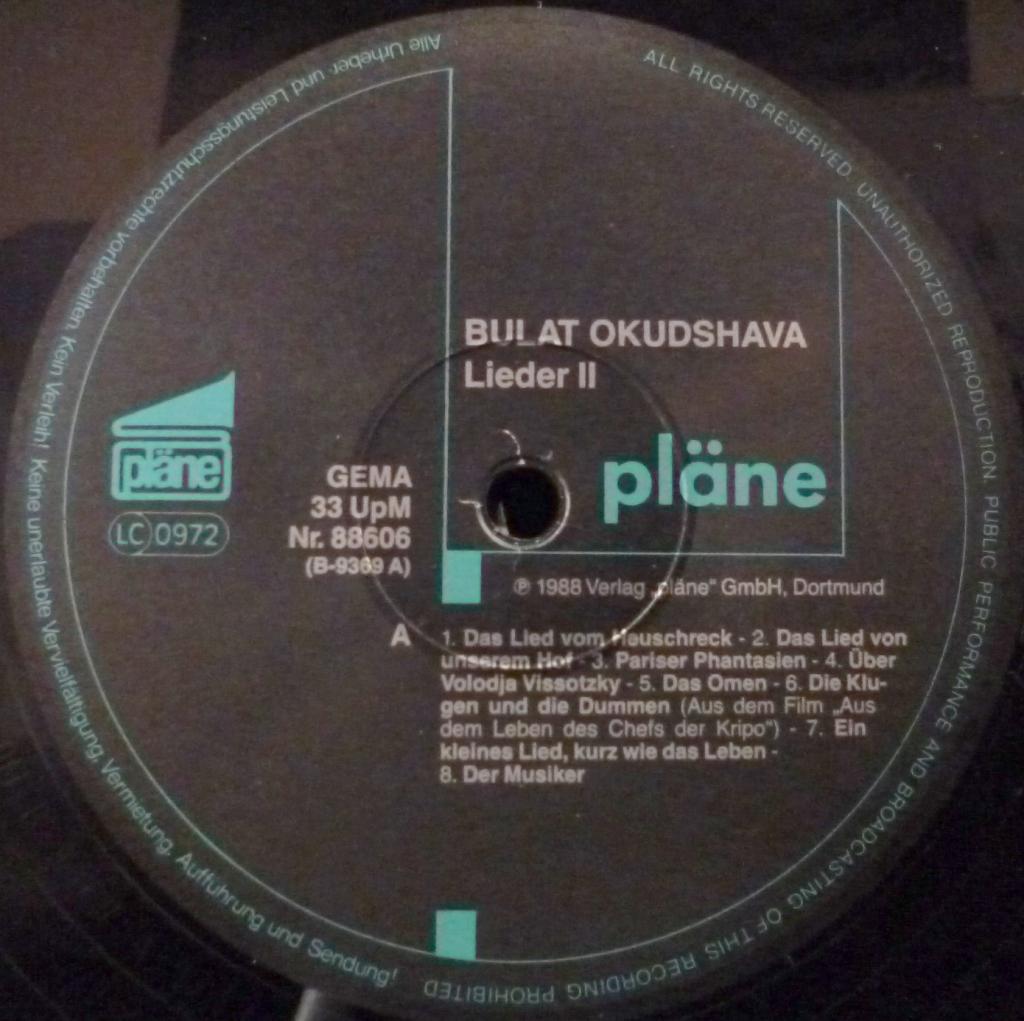 Alle Urheber- und Leistungsschutzrechte vorbehalten. Kein Verleih! Keine unerlaubte Vervielfältigung, Vermietung, Aufführung und Sendung!
ALL RIGHTS RESERVED. UNAUTHORIZED REPRODUCTION. PUBLIC PERFORMANCE AND BROADCASTING OF THIS RECORDING PROHIBITED
BULAT OKUDSHAVA
Lieder II
pläne
pläne
LC 0972
GEMA
33 UpM
Nr. 88606
(B-9369 A)
℗ 1988 Verlag „pläne“ GmbH, Dortmund
A
1. Das Lied vom Heuschreck - 2. Das Lied von
unserem Hof - 3. Pariser Phantasien - 4. Über
Volodja Vissotzky - 5. Das Omen - 6. Die Klu-
gen und die Dummen (Aus dem Film „Aus
dem Leben des Chefs der Kripo“) - 7. Ein
kleines Lied, kurz wie das Leben -
8. Der Musiker